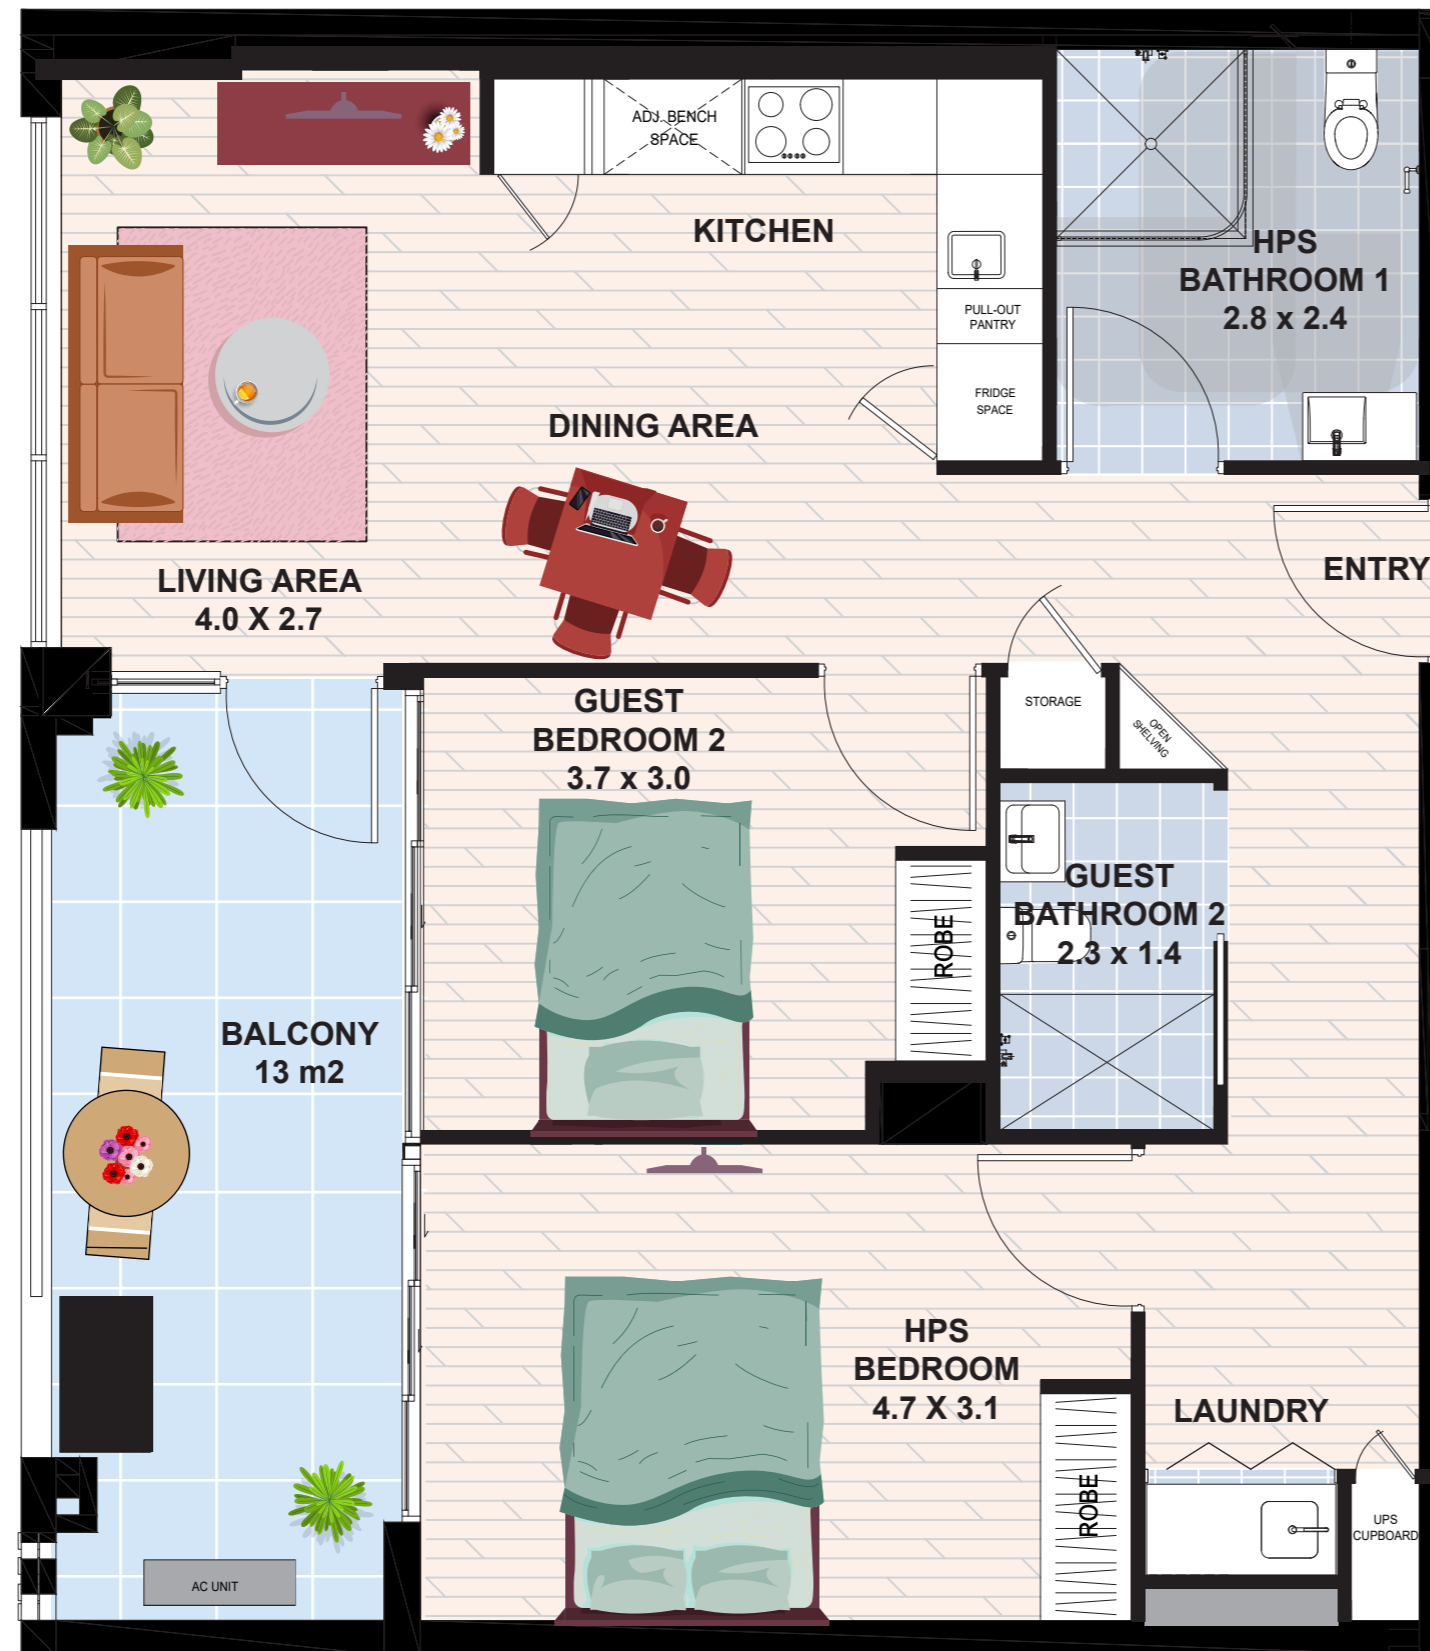 ADJ. BENCH
SPACE
KITCHEN
HPS
BATHROOM 1
2.8 x 2.4
PULL-OUT
PANTRY
FRIDGE
SPACE
DINING AREA
LIVING AREA
4.0 X 2.7
ENTRY
GUEST
BEDROOM 2
3.7 x 3.0
STORAGE
OPEN
SHELVING
GUEST
BATHROOM 2
2.3 x 1.4
ROBE
BALCONY
13 m2
HPS
BEDROOM
4.7 X 3.1
LAUNDRY
ROBE
UPS
CUPBOARD
AC UNIT